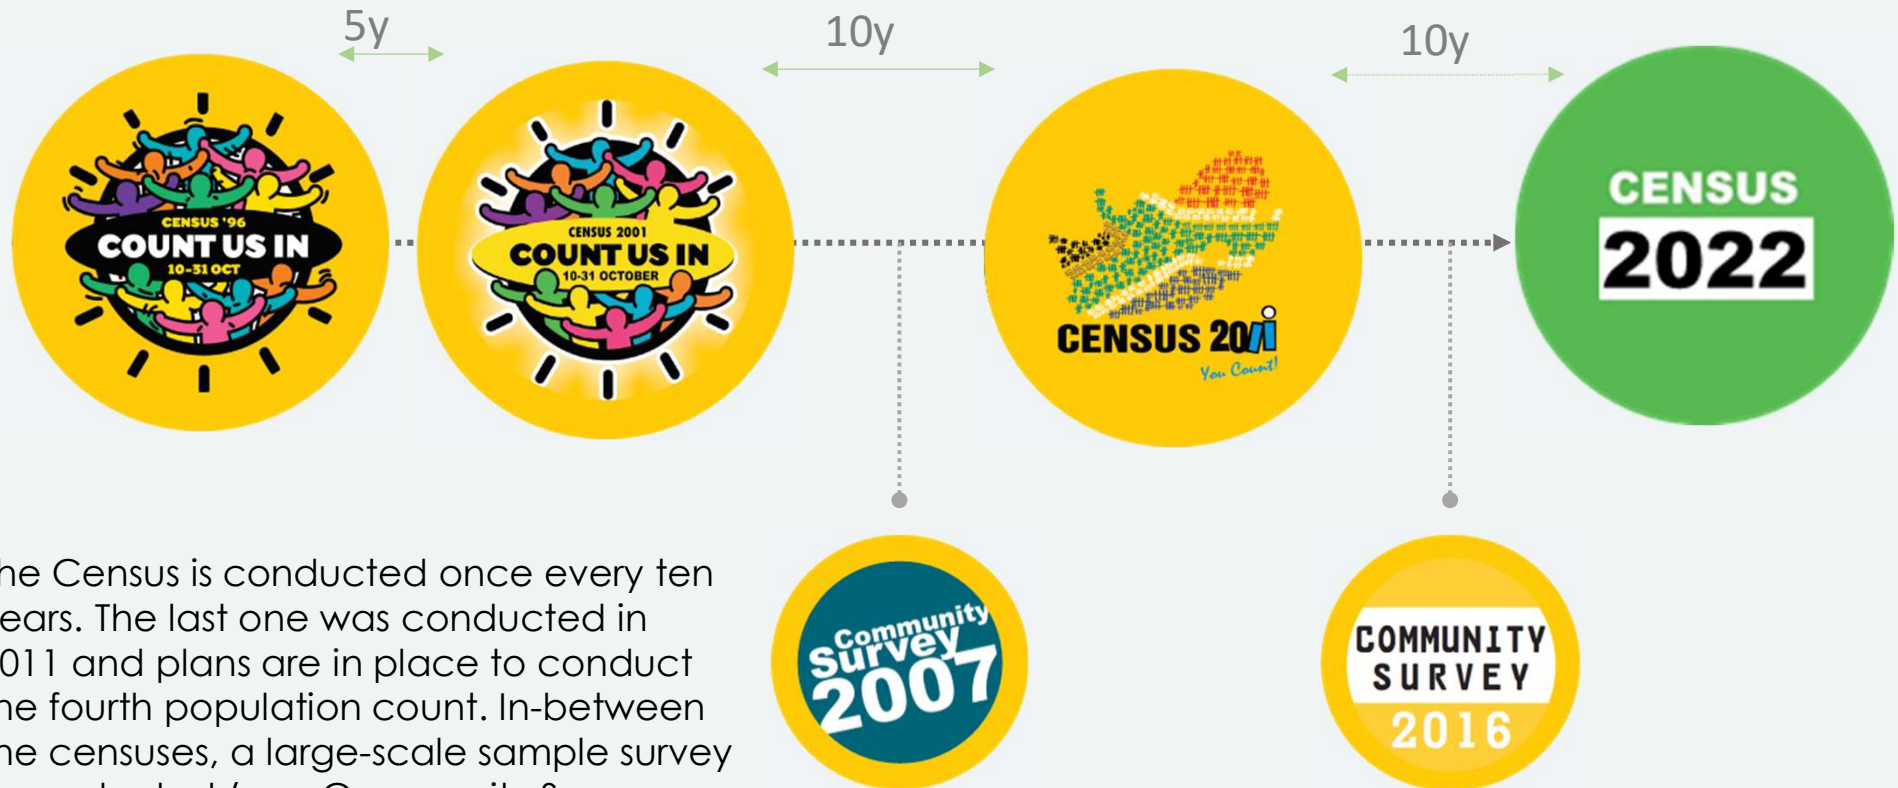 5y
10y
10y
CENSUS '96
COUNT US IN
10-31 OCT
CENSUS 2001
COUNT US IN
10-31 OCTOBER
CENSUS 2011
You Count!
CENSUS
2022
he Census is conducted once every ten
ears. The last one was conducted in
011 and plans are in place to conduct
he fourth population count. In-between
he censuses, a large-scale sample survey
Community
Survey
2007
COMMUNITY
SURVEY
2016